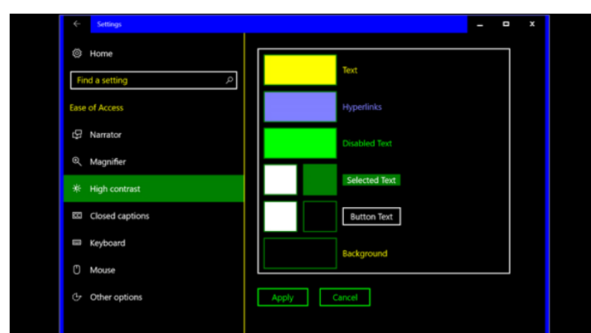 Settings
Home
Find a setting
Ease of Access
Narrator
Magnifier
High contrast
Closed captions
Keyboard
Mouse
Other options
Text
Hyperlinks
Disabled Text
Selected Text
Button Text
Background
Apply
Cancel